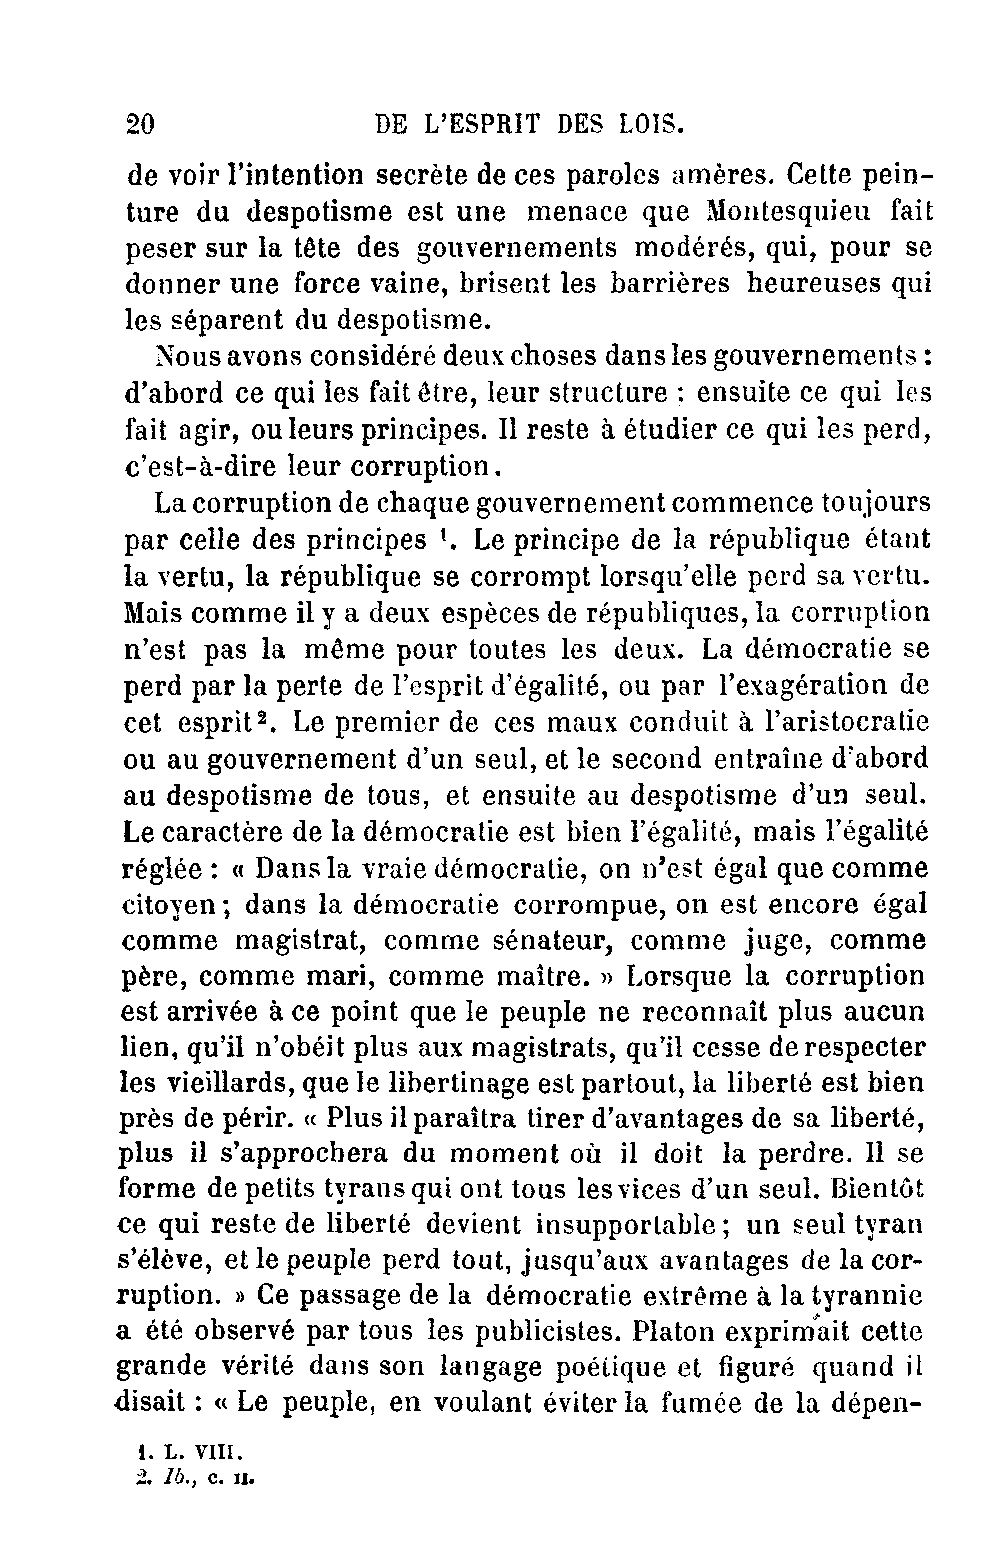 20 DE L'ESPRIT DES LOIS.
de voir l'intention secrète de ces paroles amères. Cette pein-
ture du despotisme est une menace que Montesquieu fait
peser sur la tête des gouvernements modérés, qui, pour se
donner une force vaine, brisent les barrières heureuses qui
les séparent du despotisme.
Nous avons considéré deux choses dans les gouvernements :
d'abord ce qui les fait être, leur structure : ensuite ce qui les
fait agir, ou leurs principes. Il reste à étudier ce qui les perd,
c'est-à-dire leur corruption.
La corruption de chaque gouvernement commence toujours
par celle des principes ¹. Le principe de la république étant
la vertu, la république se corrompt lorsqu'elle perd sa vertu.
Mais comme il y a deux espèces de républiques, la corruption
n'est pas la même pour toutes les deux. La démocratie se
perd par la perte de l'esprit d'égalité, ou par l'exagération de
cet esprit ². Le premier de ces maux conduit à l'aristocratie
ou au gouvernement d'un seul, et le second entraîne d'abord
au despotisme de tous, et ensuite au despotisme d'un seul.
Le caractère de la démocratie est bien l'égalité, mais l'égalité
réglée : « Dans la vraie démocratie, on n'est égal que comme
citoyen ; dans la démocratie corrompue, on est encore égal
comme magistrat, comme sénateur, comme juge, comme
père, comme mari, comme maître. » Lorsque la corruption
est arrivée à ce point que le peuple ne reconnaît plus aucun
lien, qu'il n'obéit plus aux magistrats, qu'il cesse de respecter
les vieillards, que le libertinage est partout, la liberté est bien
près de périr. « Plus il paraîtra tirer d'avantages de sa liberté,
plus il s'approchera du moment où il doit la perdre. Il se
forme de petits tyrans qui ont tous les vices d'un seul. Bientôt
ce qui reste de liberté devient insupportable ; un seul tyran
s'élève, et le peuple perd tout, jusqu'aux avantages de la cor-
ruption. » Ce passage de la démocratie extrême à la tyrannie
a été observé par tous les publicistes. Platon exprimait cette
grande vérité dans son langage poétique et figuré quand il
disait : « Le peuple, en voulant éviter la fumée de la dépen-
1. L. VIII.
2. Ib., c. II.